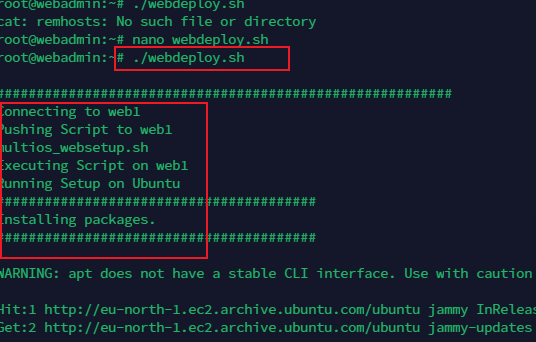 root@webadmin:~# ./webdeploy.sh
cat: remhosts: No such file or directory
root@webadmin:~# nano webdeploy.sh
root@webadmin:~# ./webdeploy.sh
#########################################################
Connecting to web1
Pushing Script to web1
multios_websetup.sh
Executing Script on web1
Running Setup on Ubuntu
########################################
Installing packages.
########################################
WARNING: apt does not have a stable CLI interface. Use with caution
Hit:1 http://eu-north-1.ec2.archive.ubuntu.com/ubuntu jammy InReleas
Get:2 http://eu-north-1.ec2.archive.ubuntu.com/ubuntu jammy-updates